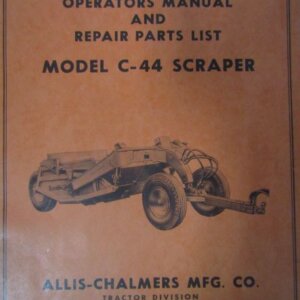 OPERATORS MANUAL
AND
REPAIR PARTS LIST
MODEL C-44 SCRAPER
ALLIS-CHALMERS MFG. CO.
TRACTOR DIVISION